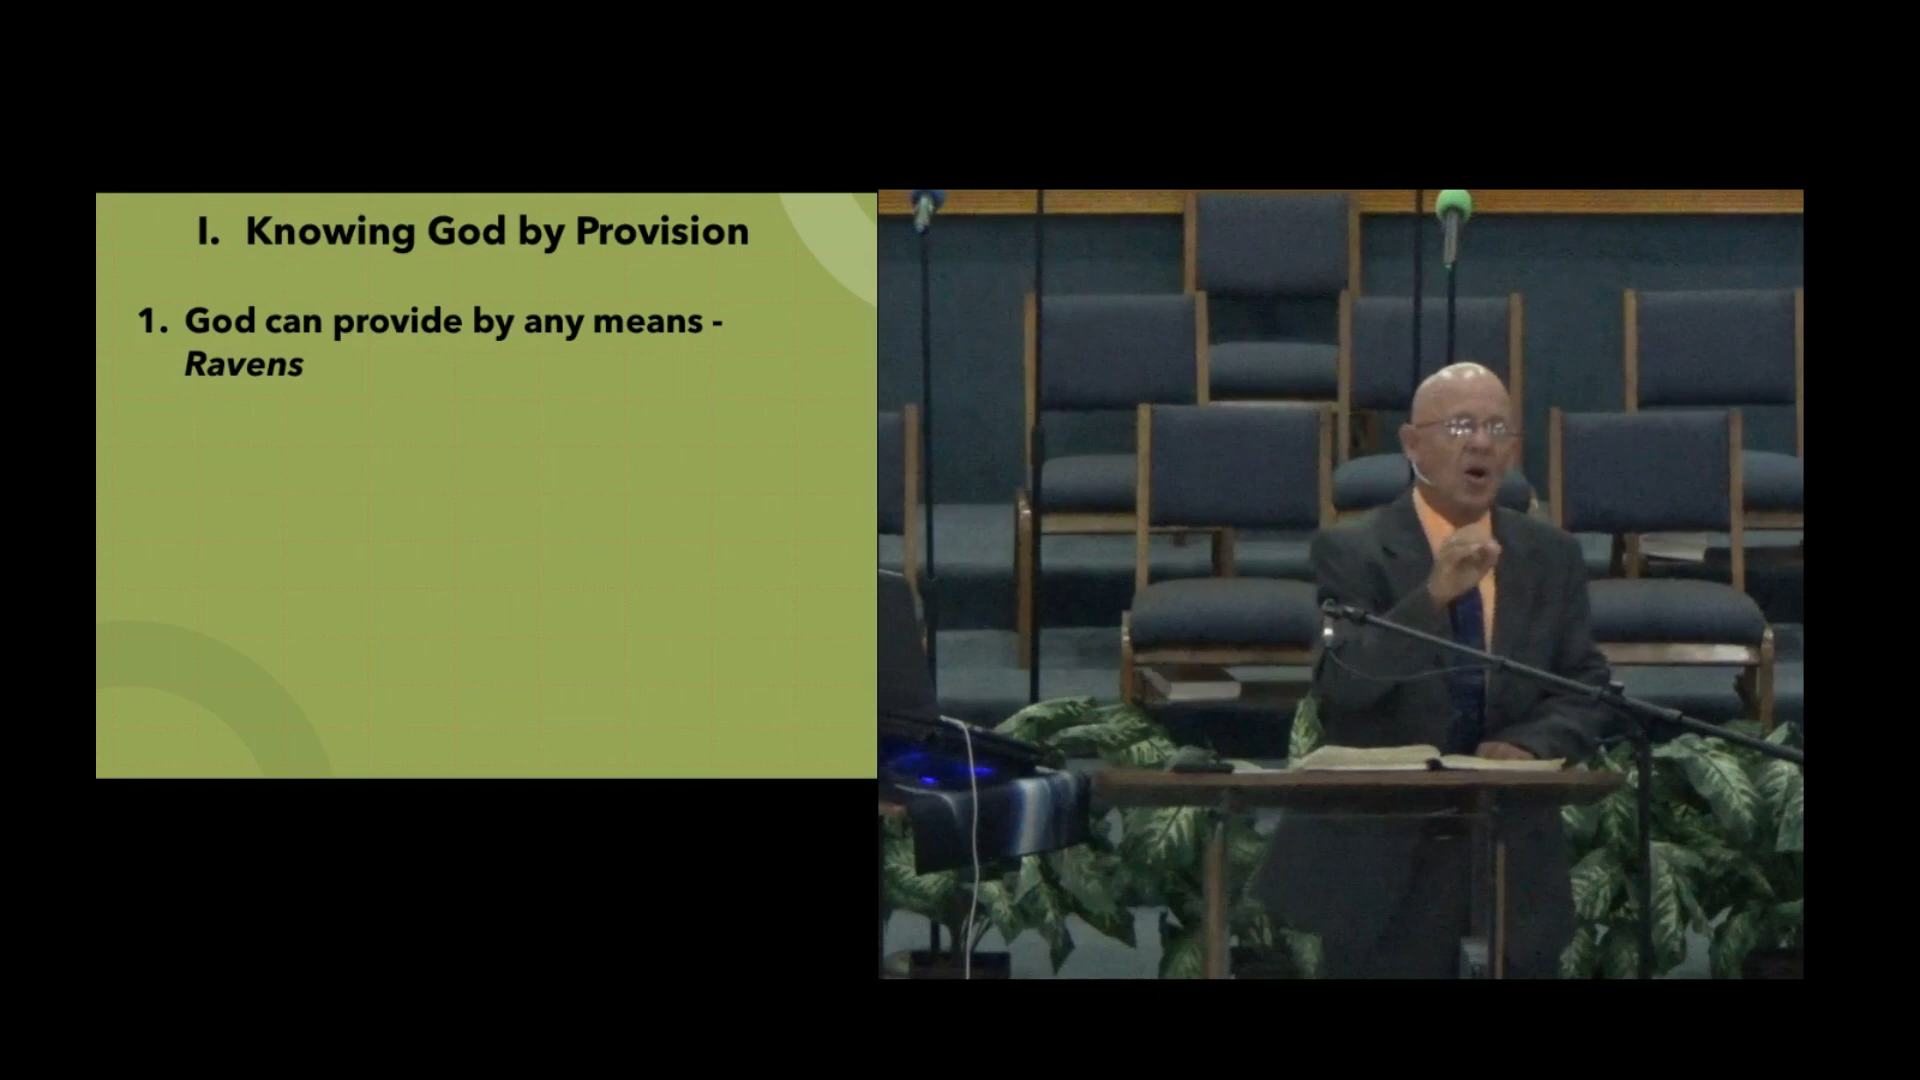 I. Knowing God by Provision
1. God can provide by any means -
Ravens